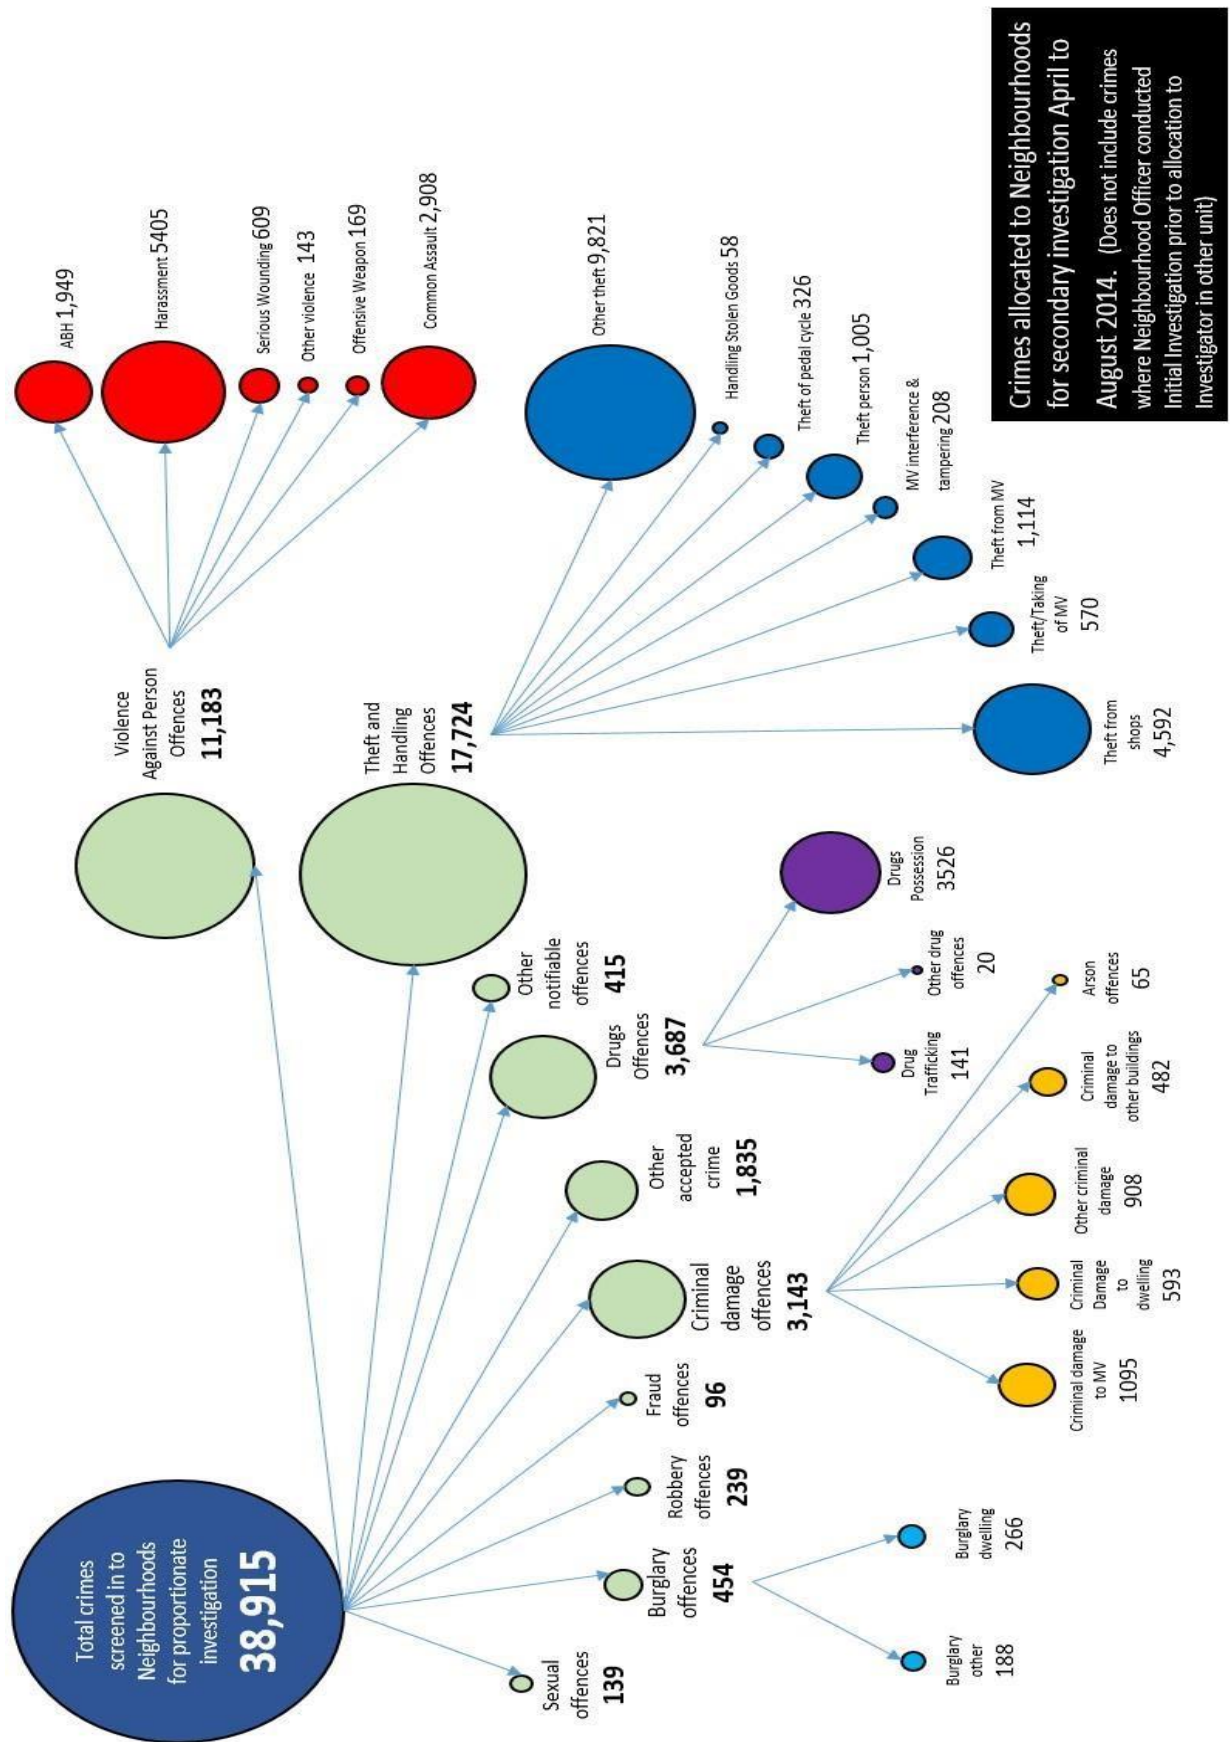 Total crimes
screened in to
Neighbourhoods
for proportionate
investigation
38,915
Violence
Against Person
Offences
11,183
ABH 1,949
Harassment 5405
Serious Wounding 609
Other violence 143
Offensive Weapon 169
Common Assault 2,908
Theft and
Handling
Offences
17,724
Other theft 9,821
Handling Stolen Goods 58
Theft of pedal cycle 326
Theft person 1,005
MV interference &
tampering 208
Theft from MV
1,114
Theft/Taking
of MV
570
Theft from
shops
4,592
Other
notifiable
offences
415
Drugs
Offences
3,687
Drug
Trafficking
141
Other drug
offences
20
Drugs
Possession
3526
Other
accepted
crime
1,835
Criminal
damage
offences
3,143
Criminal damage
to MV
1095
Criminal
Damage
to
dwelling
593
Other criminal
damage
908
Criminal
damage to
other buildings
482
Arson
offences
65
Fraud
offences
96
Robbery
offences
239
Burglary
offences
454
Burglary
other
188
Burglary
dwelling
266
Sexual
offences
139
Crimes allocated to Neighbourhoods
for secondary investigation April to
August 2014. (Does not include crimes
where Neighbourhood Officer conducted
Initial Investigation prior to allocation to
Investigator in other unit)